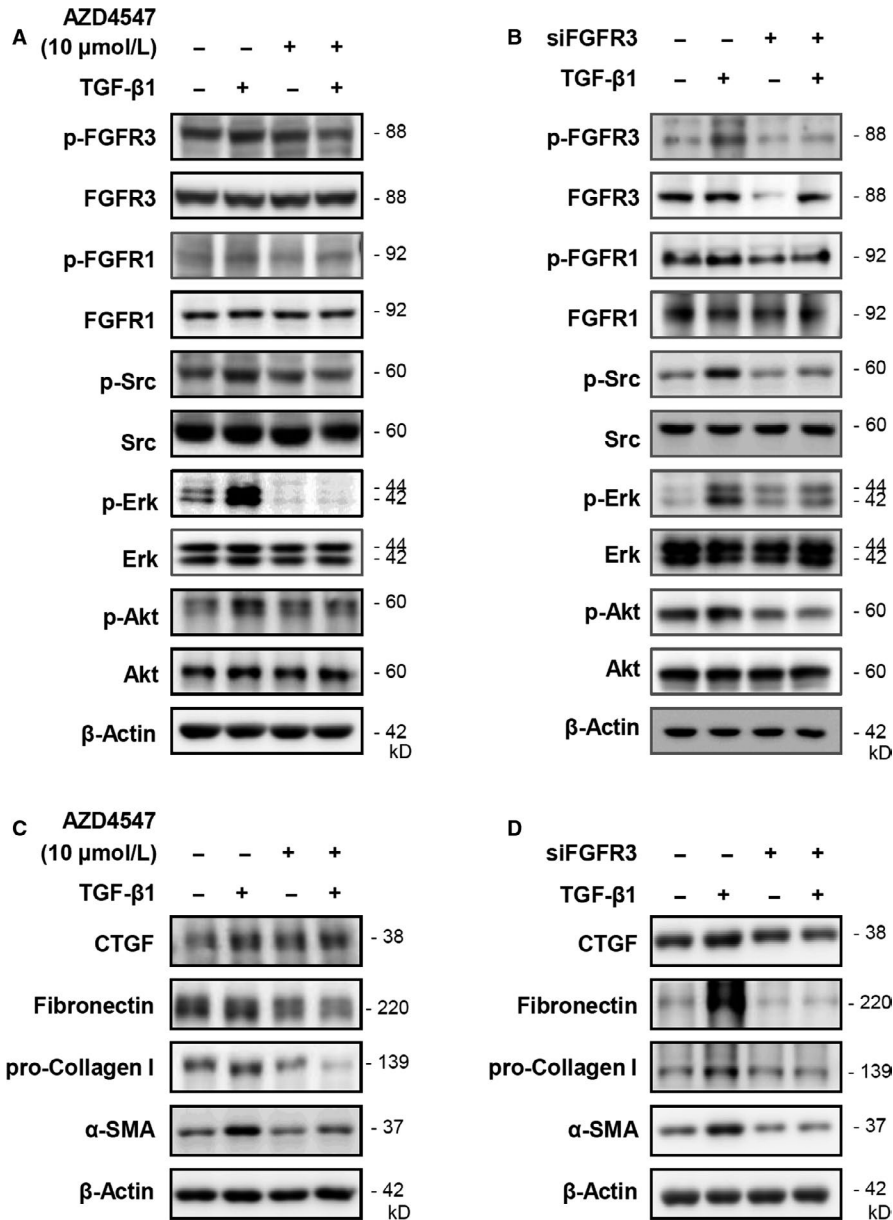 A
AZD4547
(10 µmol/L) – – + +
TGF-β1 – + – +
p-FGFR3 - 88
FGFR3 - 88
p-FGFR1 - 92
FGFR1 - 92
p-Src - 60
Src - 60
p-Erk - 44
- 42
Erk - 44
- 42
p-Akt - 60
Akt - 60
β-Actin - 42
kD
B
siFGFR3 – – + +
TGF-β1 – + – +
p-FGFR3 - 88
FGFR3 - 88
p-FGFR1 - 92
FGFR1 - 92
p-Src - 60
Src - 60
p-Erk - 44
- 42
Erk - 44
- 42
p-Akt - 60
Akt - 60
β-Actin - 42
kD
C
AZD4547
(10 µmol/L) – – + +
TGF-β1 – + – +
CTGF - 38
Fibronectin - 220
pro-Collagen I - 139
α-SMA - 37
β-Actin - 42
kD
D
siFGFR3 – – + +
TGF-β1 – + – +
CTGF - 38
Fibronectin - 220
pro-Collagen I - 139
α-SMA - 37
β-Actin - 42
kD